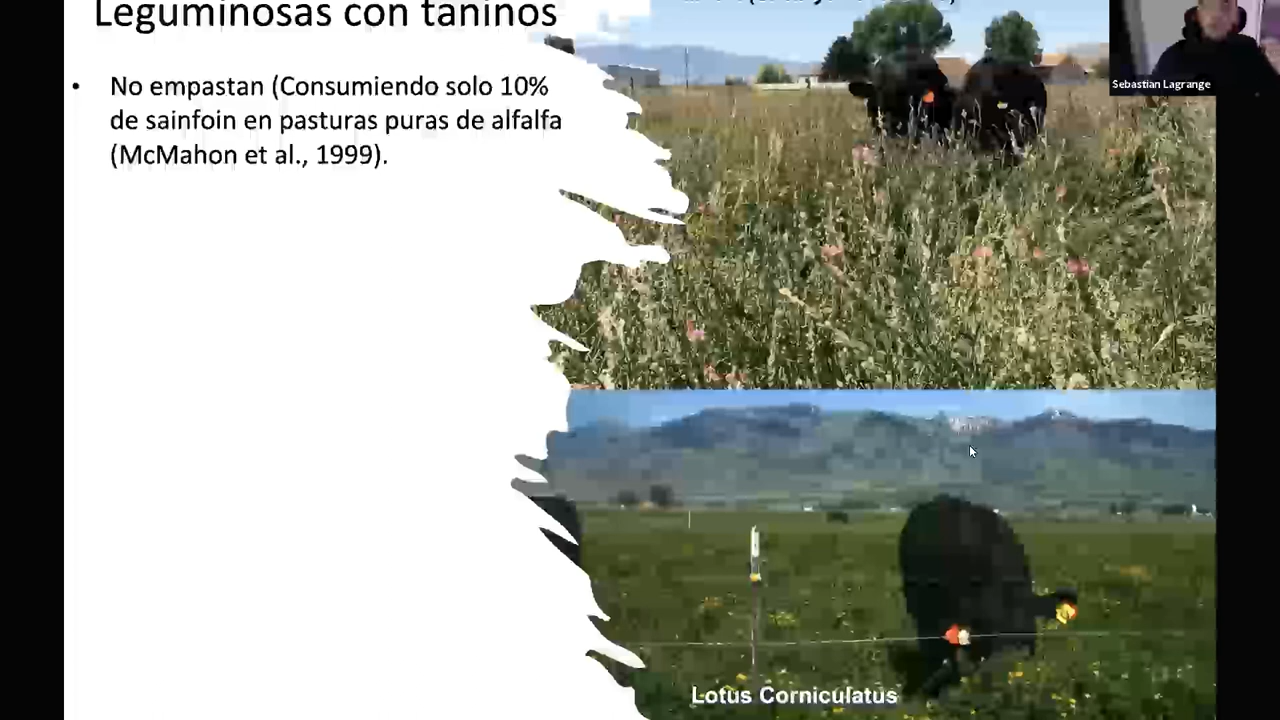 Leguminosas con taninos
Sebastian Lagrange
• No empastan (Consumiendo solo 10%
de sainfoin en pasturas puras de alfalfa
(McMahon et al., 1999).
Lotus Corniculatus